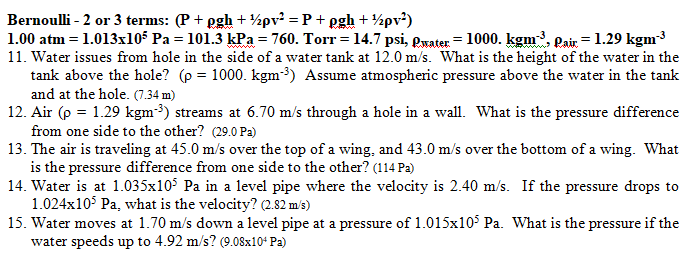 Bernoulli - 2 or 3 terms: (P + ρgh + ½ρv² = P + ρgh + ½ρv²)
1.00 atm = 1.013x10⁵ Pa = 101.3 kPa = 760. Torr = 14.7 psi, ρwater = 1000. kgm⁻³, ρair = 1.29 kgm⁻³
11. Water issues from hole in the side of a water tank at 12.0 m/s. What is the height of the water in the
tank above the hole? (ρ = 1000. kgm⁻³) Assume atmospheric pressure above the water in the tank
and at the hole. (7.34 m)
12. Air (ρ = 1.29 kgm⁻³) streams at 6.70 m/s through a hole in a wall. What is the pressure difference
from one side to the other? (29.0 Pa)
13. The air is traveling at 45.0 m/s over the top of a wing, and 43.0 m/s over the bottom of a wing. What
is the pressure difference from one side to the other? (114 Pa)
14. Water is at 1.035x10⁵ Pa in a level pipe where the velocity is 2.40 m/s. If the pressure drops to
1.024x10⁵ Pa, what is the velocity? (2.82 m/s)
15. Water moves at 1.70 m/s down a level pipe at a pressure of 1.015x10⁵ Pa. What is the pressure if the
water speeds up to 4.92 m/s? (9.08x10⁴ Pa)